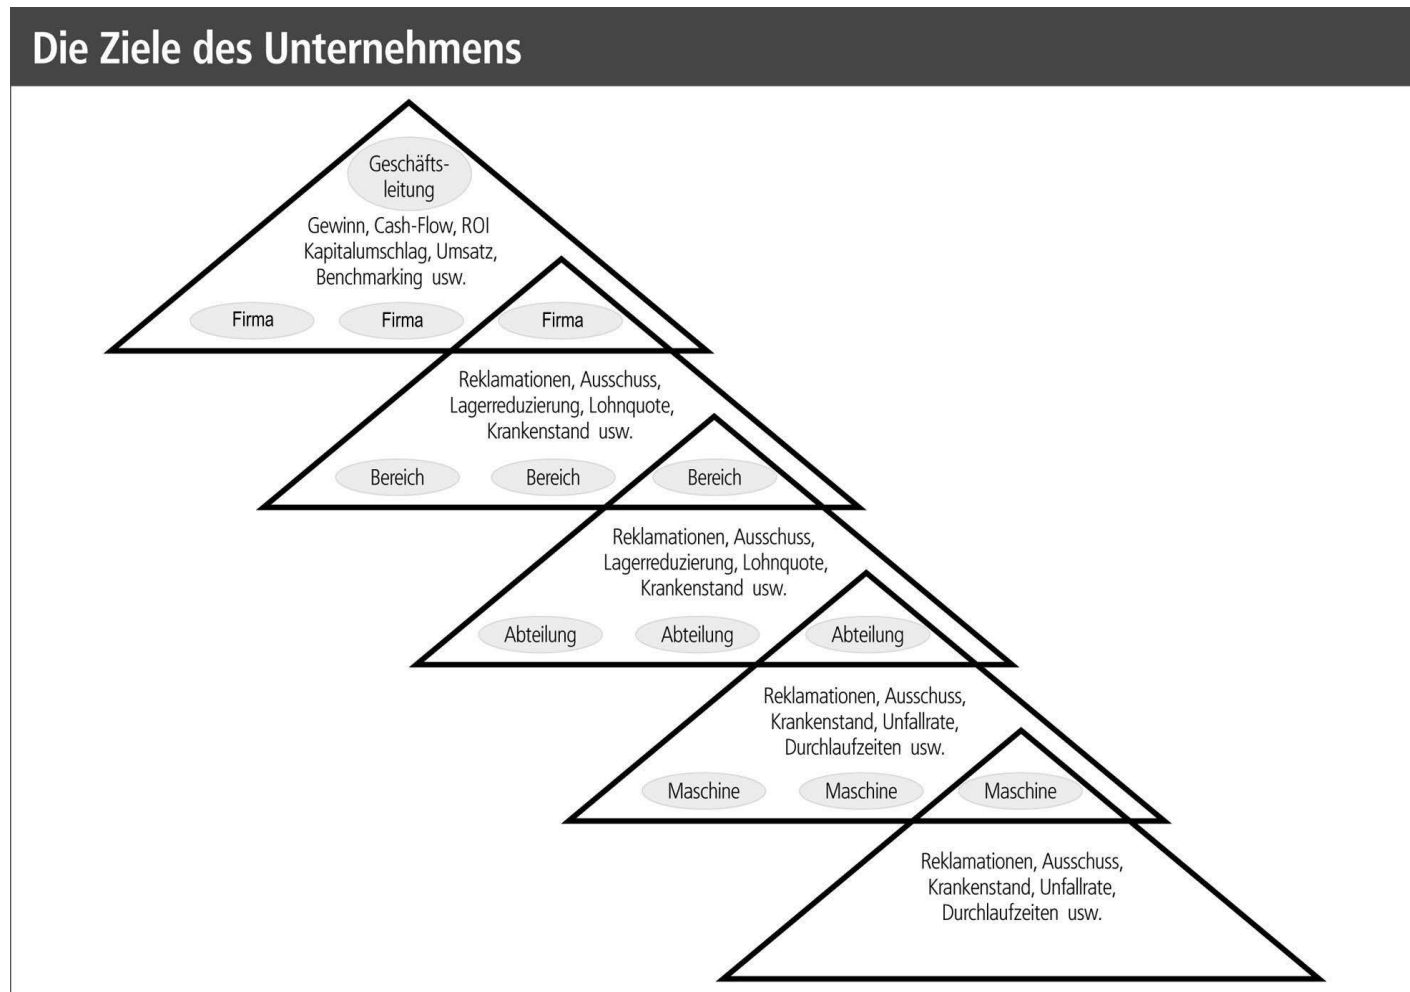 Die Ziele des Unternehmens
Geschäfts-
leitung
Gewinn, Cash-Flow, ROI
Kapitalumschlag, Umsatz,
Benchmarking usw.
Firma Firma Firma
Reklamationen, Ausschuss,
Lagerreduzierung, Lohnquote,
Krankenstand usw.
Bereich Bereich Bereich
Reklamationen, Ausschuss,
Lagerreduzierung, Lohnquote,
Krankenstand usw.
Abteilung Abteilung Abteilung
Reklamationen, Ausschuss,
Krankenstand, Unfallrate,
Durchlaufzeiten usw.
Maschine Maschine Maschine
Reklamationen, Ausschuss,
Krankenstand, Unfallrate,
Durchlaufzeiten usw.